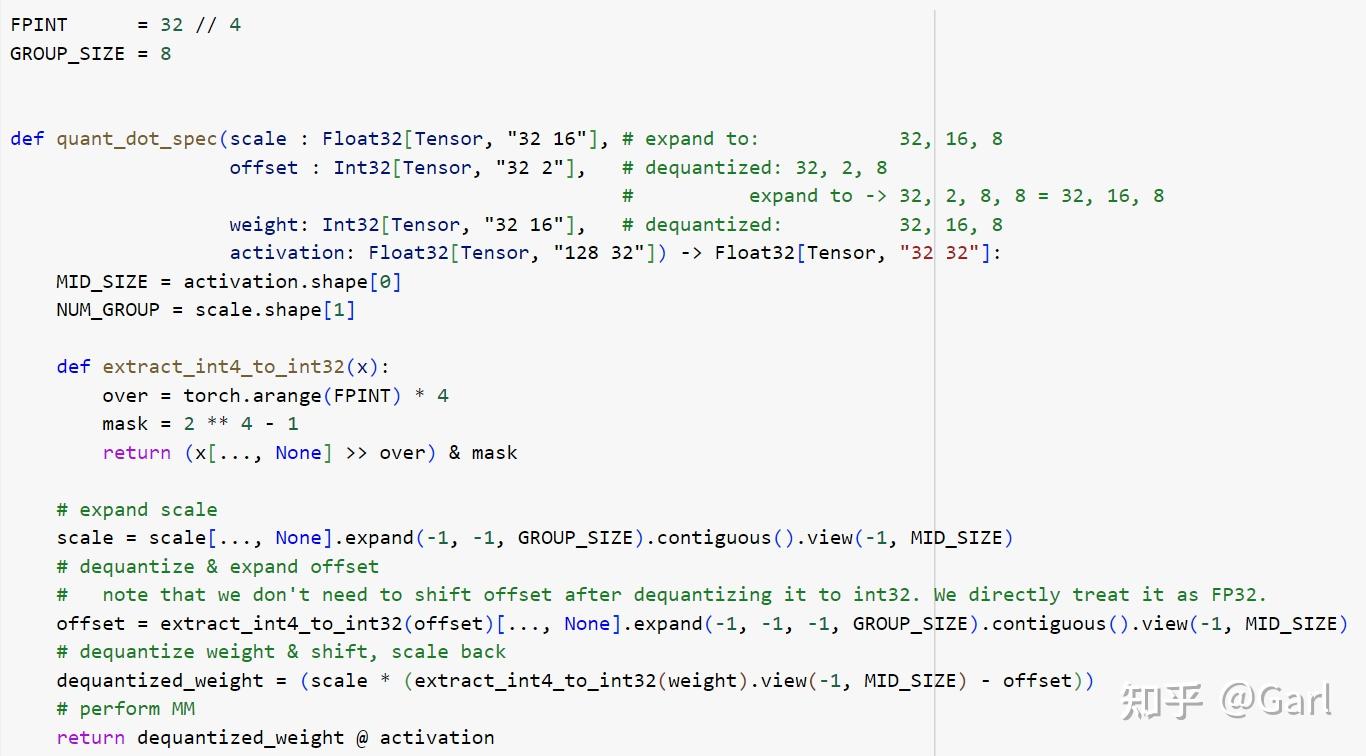 FPINT      = 32 // 4
GROUP_SIZE = 8
def quant_dot_spec(scale : Float32[Tensor, "32 16"], # expand to:            32, 16, 8
                   offset : Int32[Tensor, "32 2"],   # dequantized: 32, 2, 8
                                                     #          expand to -> 32, 2, 8, 8 = 32, 16, 8
                   weight: Int32[Tensor, "32 16"],   # dequantized:          32, 16, 8
                   activation: Float32[Tensor, "128 32"]) -> Float32[Tensor, "32 32"]:
    MID_SIZE = activation.shape[0]
    NUM_GROUP = scale.shape[1]
    def extract_int4_to_int32(x):
        over = torch.arange(FPINT) * 4
        mask = 2 ** 4 - 1
        return (x[..., None] >> over) & mask
    # expand scale
    scale = scale[..., None].expand(-1, -1, GROUP_SIZE).contiguous().view(-1, MID_SIZE)
    # dequantize & expand offset
    #   note that we don't need to shift offset after dequantizing it to int32. We directly treat it as FP32.
    offset = extract_int4_to_int32(offset)[..., None].expand(-1, -1, -1, GROUP_SIZE).contiguous().view(-1, MID_SIZE)
    # dequantize weight & shift, scale back
    dequantized_weight = (scale * (extract_int4_to_int32(weight).view(-1, MID_SIZE) - offset))
    # perform MM
    return dequantized_weight @ activation
知乎 @Garl